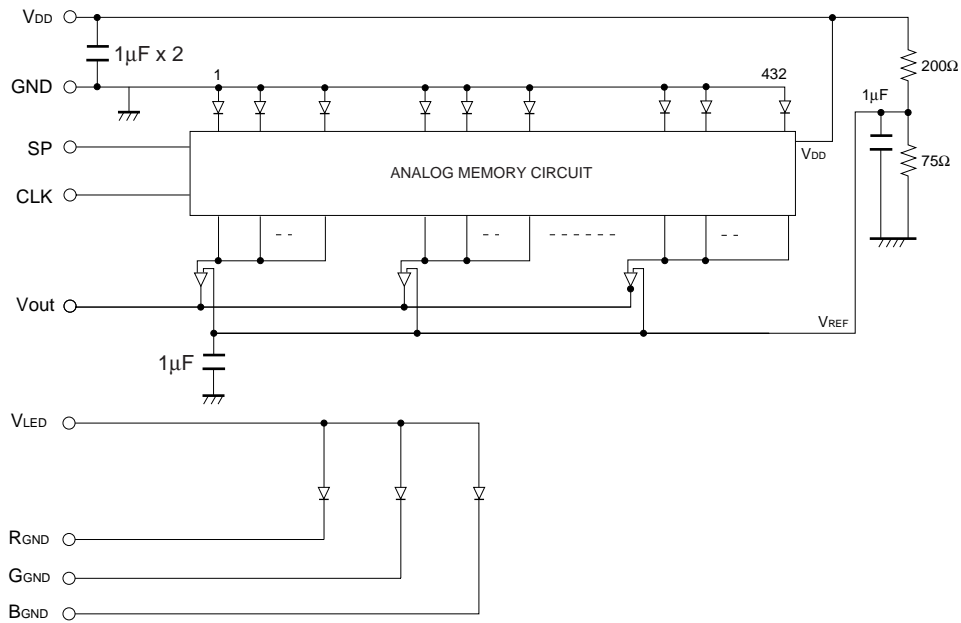 VDD
1μF x 2
GND
1
432
200Ω
1μF
SP
VDD
75Ω
ANALOG MEMORY CIRCUIT
CLK
Vout
VREF
1μF
VLED
RGND
GGND
BGND